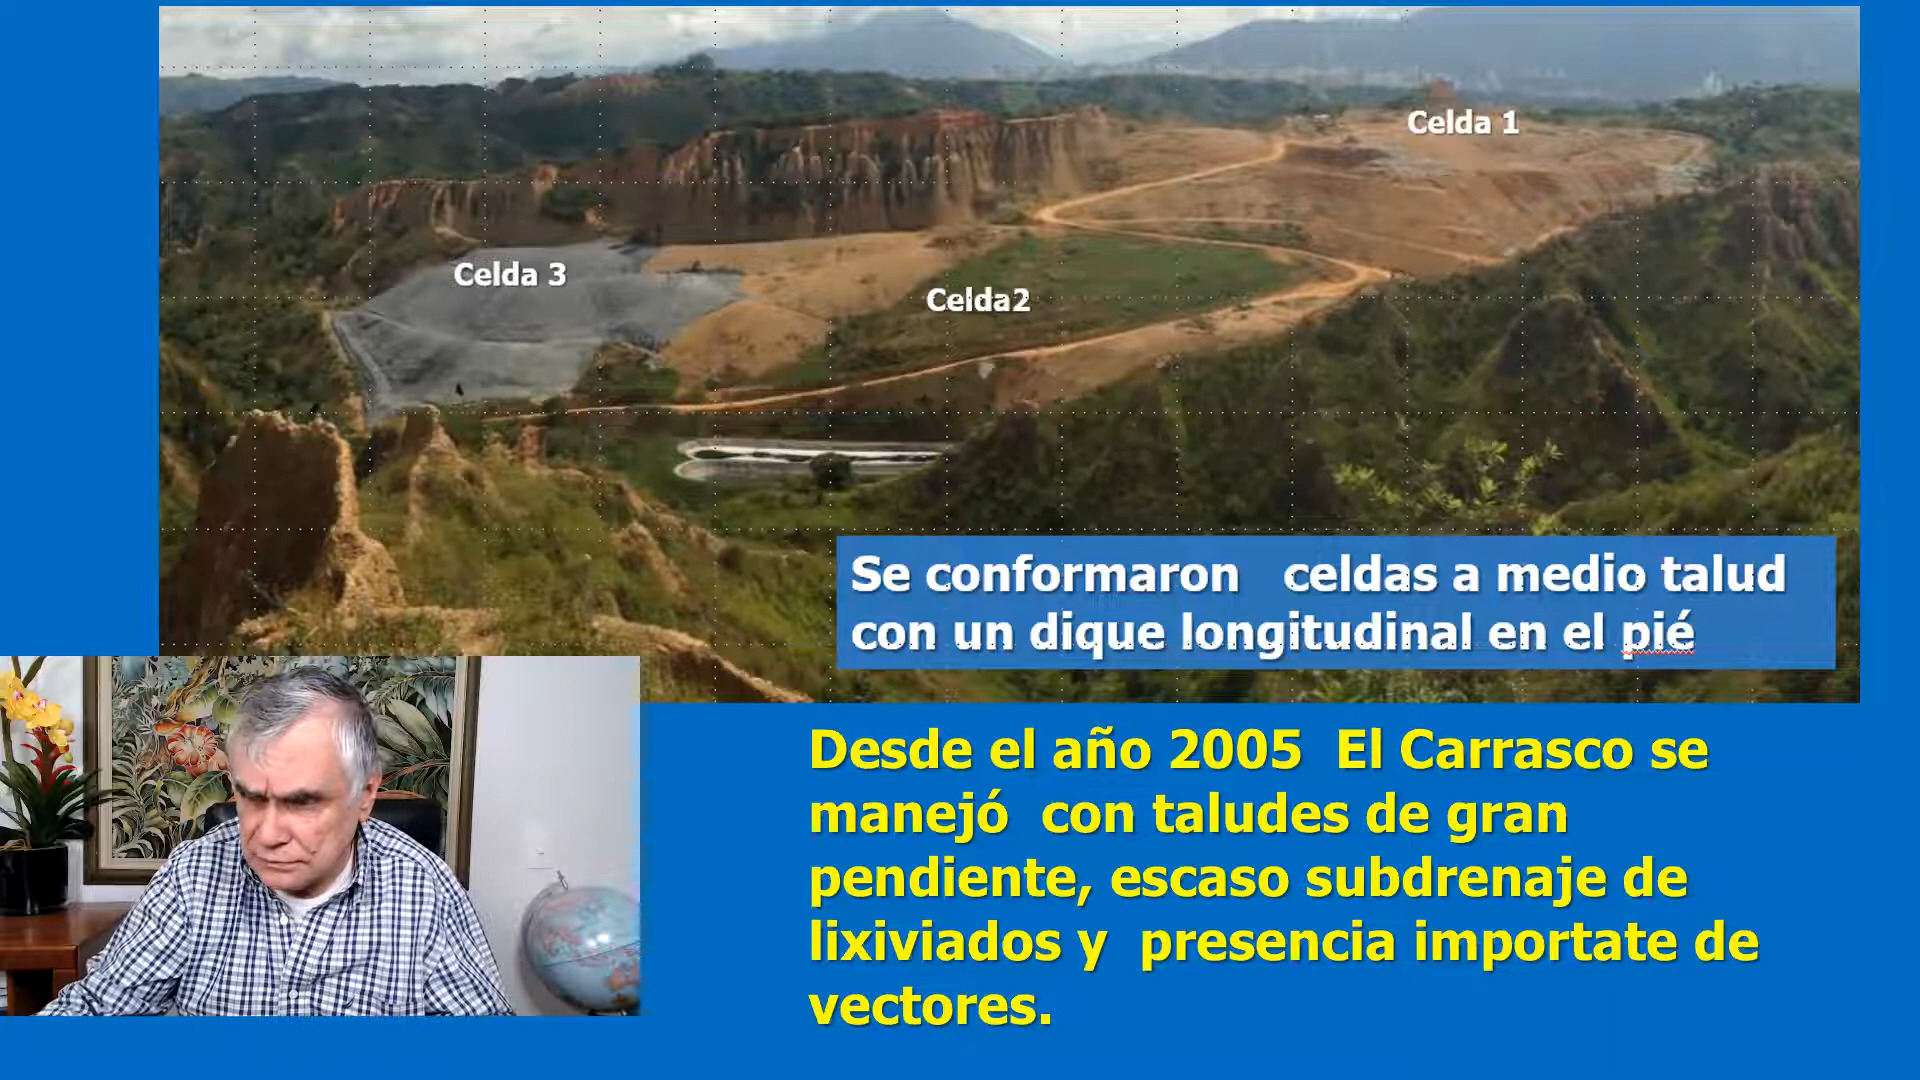 Celda 1
Celda 3
Celda2
Se conformaron celdas a medio talud
con un dique longitudinal en el pié
Desde el año 2005 El Carrasco se
manejó con taludes de gran
pendiente, escaso subdrenaje de
lixiviados y presencia importate de
vectores.